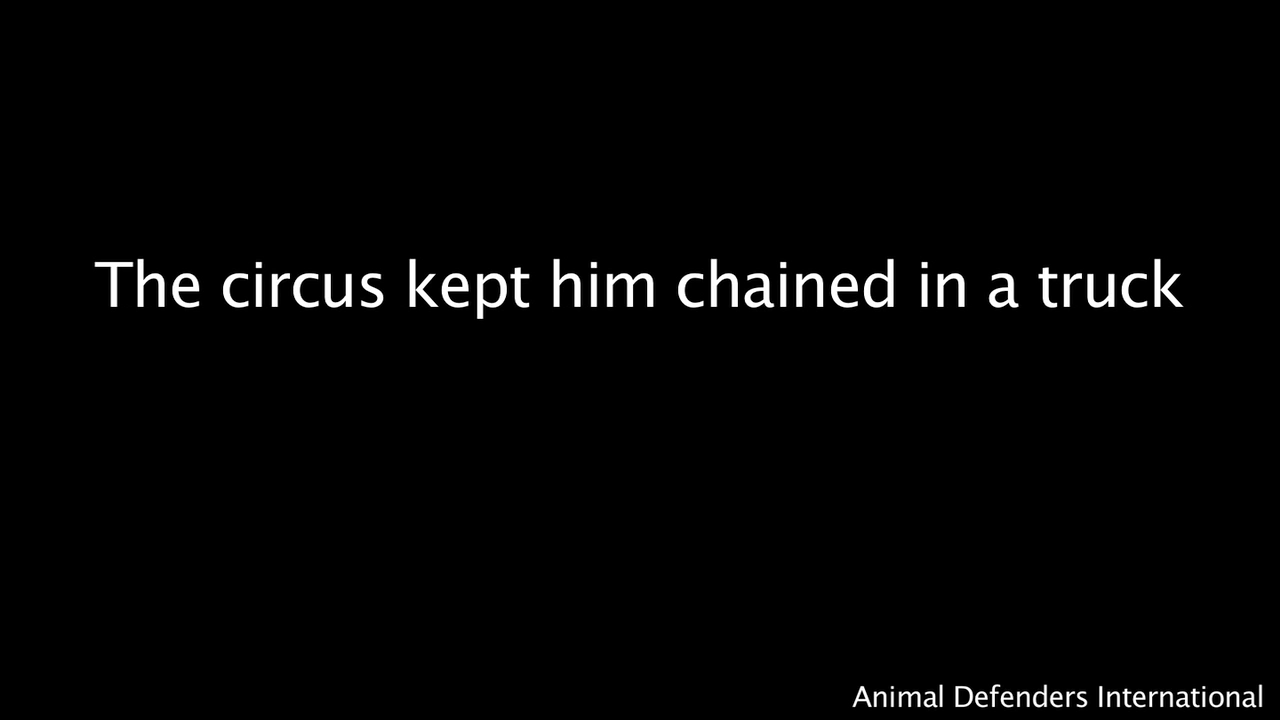 The circus kept him chained in a truck
Animal Defenders International